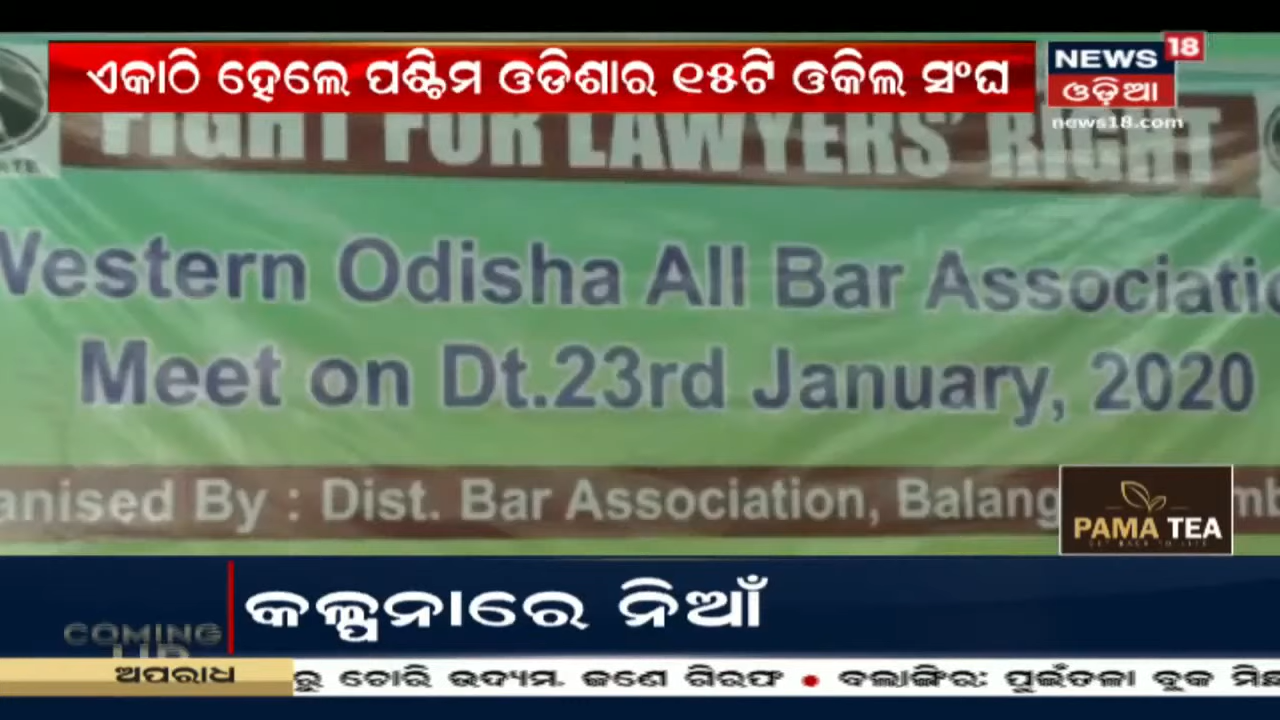 ଏକାଠି ହେଲେ ପଶ୍ଚିମ ଓଡିଶାର ୧୫ଟି ଓକିଲ ସଂଘ
NEWS 18
ଓଡ଼ିଆ
news18.com
FIGHT FOR LAWYERS' RIGHT
Western Odisha All Bar Associatio
Meet on Dt.23rd January, 2020
anised By : Dist. Bar Association, Balang
PAMA TEA
କଳ୍ପନାରେ ନିଆଁ
COMING UP
ଅପରାଧ
ରୁ ଚୋରି ଉଦ୍ୟମ, ଜଣେ ଗିରଫ • ବଲାଙ୍ଗିର: ପୁଇଁତଳା ବୁକ ମିଛ